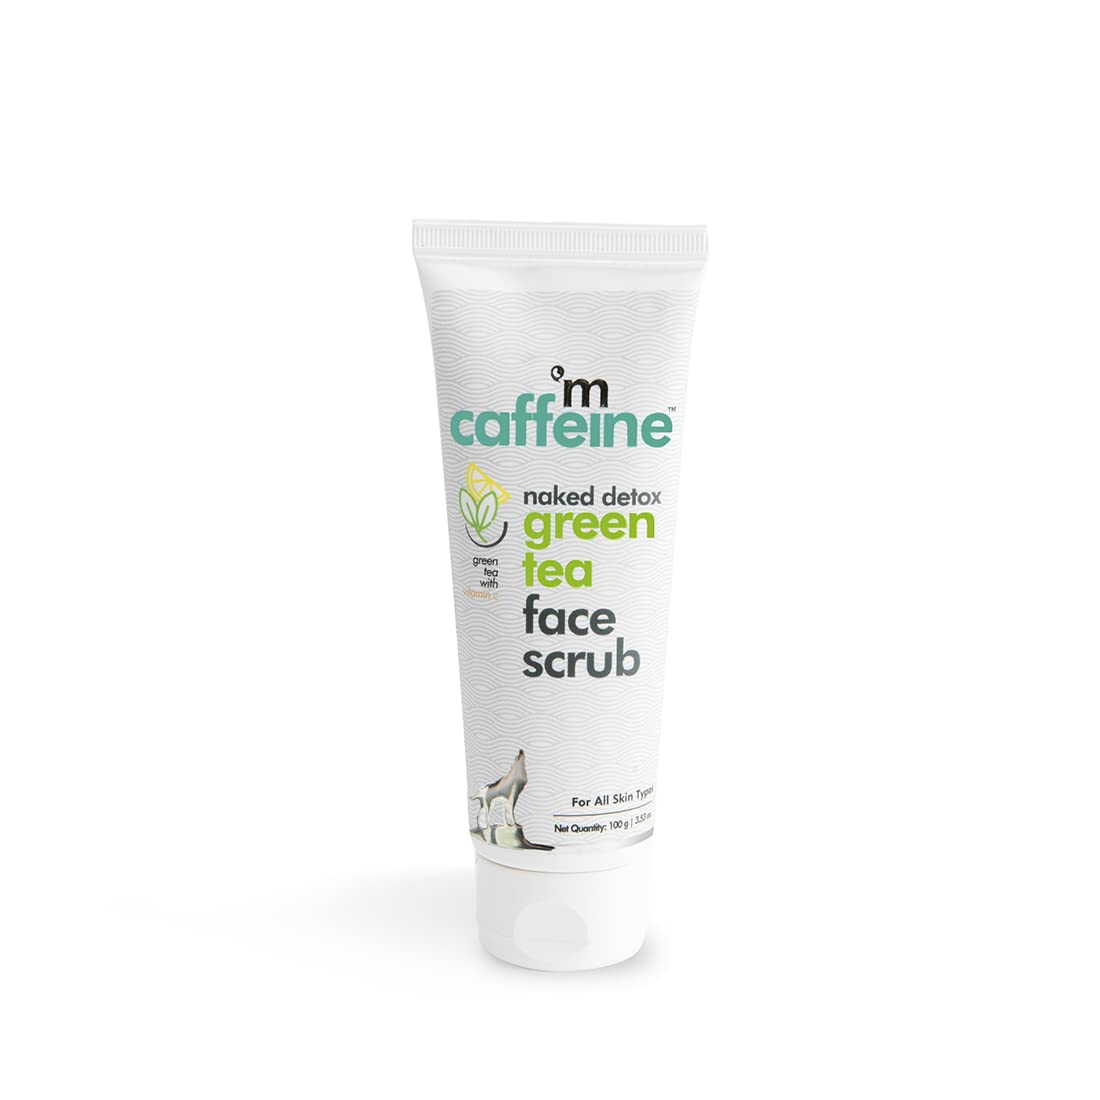 'm
caffeine™
naked detox
green
tea
face
scrub
green
tea
with
vitamin c
For All Skin Types
Net Quantity: 100 g | 3.53 oz